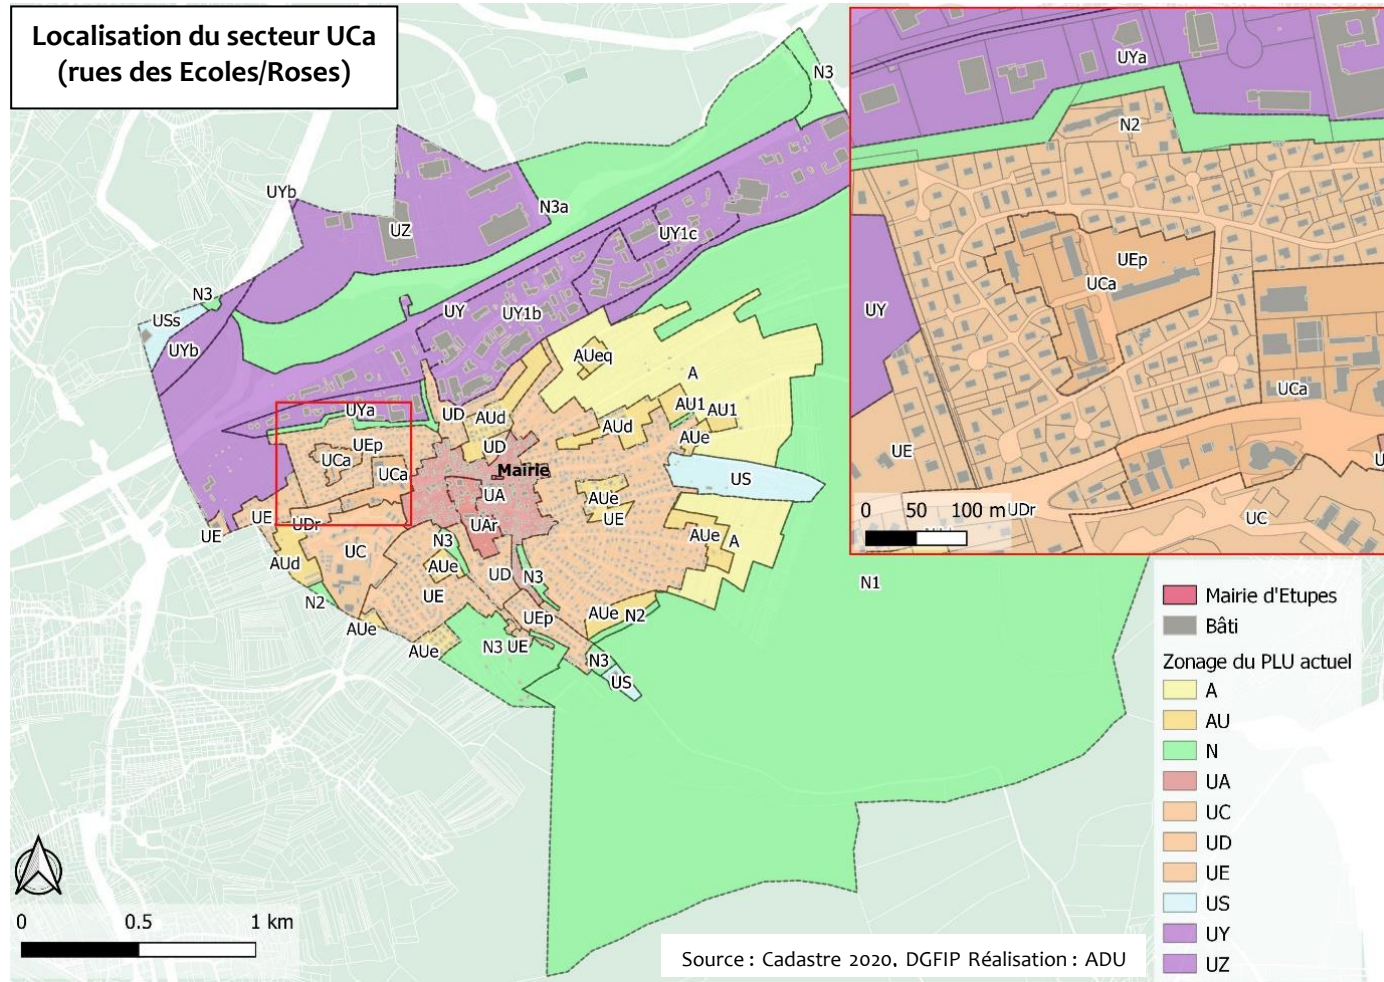 Localisation du secteur UCa
(rues des Ecoles/Roses)
N3
UYb
UZ
N3a
UY1c
N3
USs
UYb
UY
UY1b
AUeq
A
UYa
UD
AUd
AU1
AU1
AUd
AUe
UEp
UD
UCa
UCa
Mairie
US
UA
AUe
UE
UE
UDr
UAr
UE
AUd
UC
N3
AUe
A
AUe
UD
N3
N2
UE
AUe
UEp
AUe
N2
AUe
N3
UE
N3
US
N1
0 0.5 1 km
UYa
N2
UEp
UCa
UY
UCa
UE
0 50 100 m
UDr
UC
Mairie d'Etupes
Bâti
Zonage du PLU actuel
A
AU
N
UA
UC
UD
UE
US
UY
UZ
Source : Cadastre 2020. DGFIP Réalisation : ADU